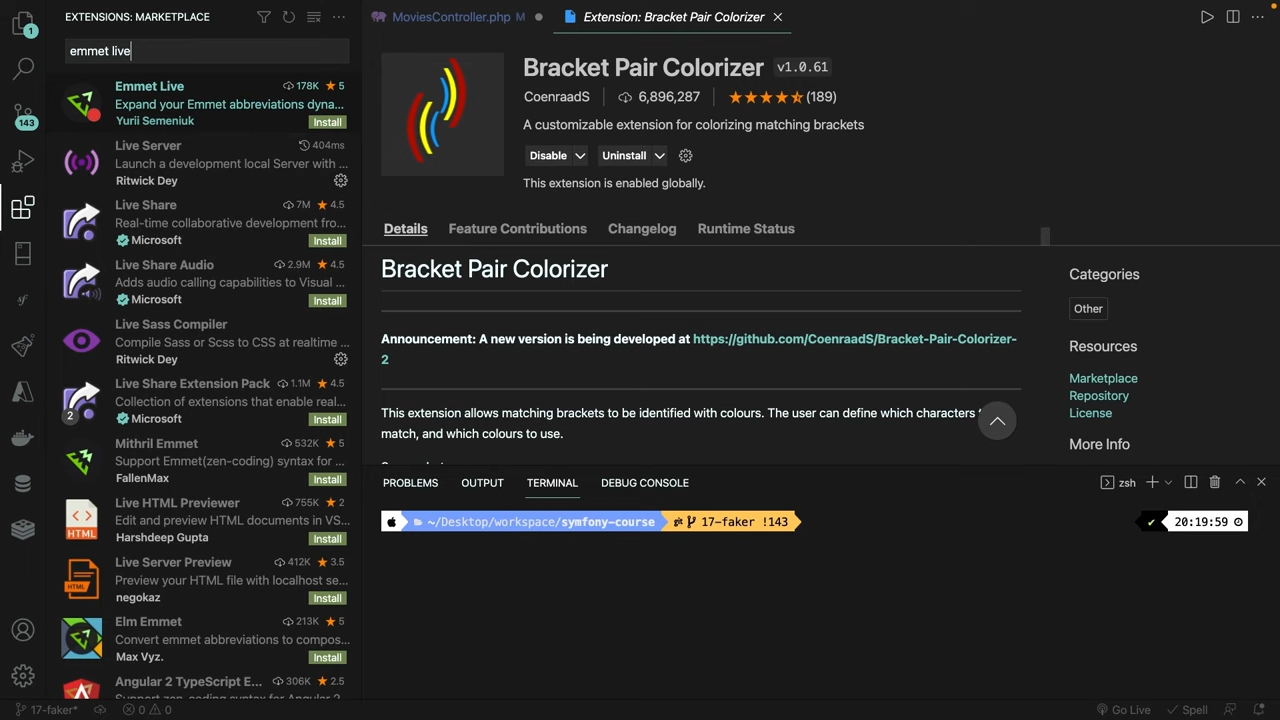 EXTENSIONS: MARKETPLACE
MoviesController.php M
Extension: Bracket Pair Colorizer
1
emmet live
143
Emmet Live 178K 5
Expand your Emmet abbreviations dyna...
Yurii Semeniuk Install
Live Server 404ms
Launch a development local Server with ...
Ritwick Dey
Live Share 7M 4.5
Real-time collaborative development fro...
Microsoft Install
Live Share Audio 2.9M 4.5
Adds audio calling capabilities to Visual ...
Microsoft Install
Live Sass Compiler
Compile Sass or Scss to CSS at realtime ...
Ritwick Dey
Live Share Extension Pack 1.1M 4.5
Collection of extensions that enable real...
2 Microsoft Install
Mithril Emmet 532K 5
Support Emmet(zen-coding) syntax for ...
FallenMax Install
Live HTML Previewer 755K 2
Edit and preview HTML documents in VS...
HTML
Harshdeep Gupta Install
Live Server Preview 412K 3.5
Preview your HTML file with localhost se...
HTML
negokaz Install
Elm Emmet 213K 5
Convert emmet abbreviations to compos...
Max Vyz. Install
Angular 2 TypeScript E... 306K 2.5
Bracket Pair Colorizer v1.0.61
CoenraadS 6,896,287 (189)
A customizable extension for colorizing matching brackets
Disable Uninstall
This extension is enabled globally.
Details Feature Contributions Changelog Runtime Status
Bracket Pair Colorizer
Announcement: A new version is being developed at https://github.com/CoenraadS/Bracket-Pair-Colorizer-
2
This extension allows matching brackets to be identified with colours. The user can define which characters
match, and which colours to use.
Categories
Other
Resources
Marketplace
Repository
License
More Info
PROBLEMS OUTPUT TERMINAL DEBUG CONSOLE zsh
~/Desktop/workspace/symfony-course 17-faker !143 20:19:59
17-faker* 0 0 Go Live Spell